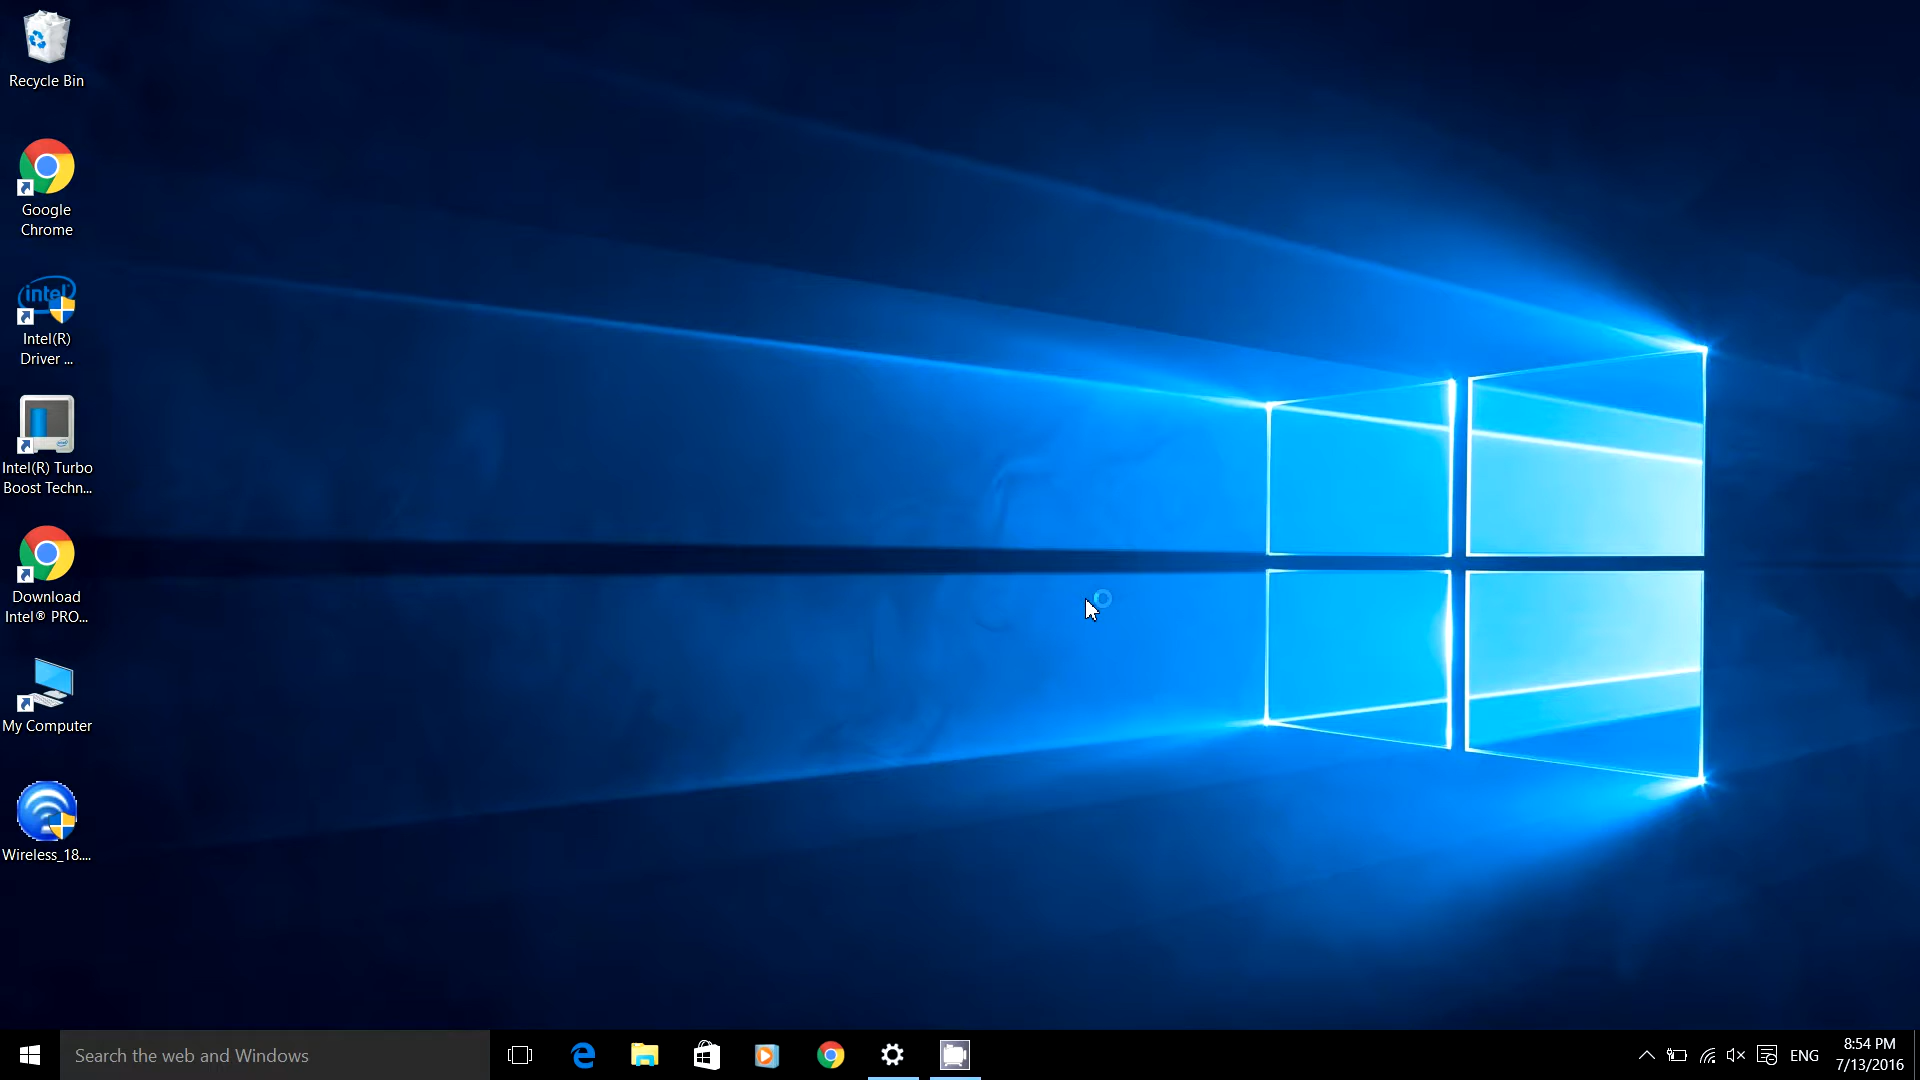 Recycle Bin
Google
Chrome
intel
Intel(R)
Driver ...
Intel(R) Turbo
Boost Techn...
Download
Intel® PRO...
My Computer
Wireless_18....
Search the web and Windows
ENG
8:54 PM
7/13/2016